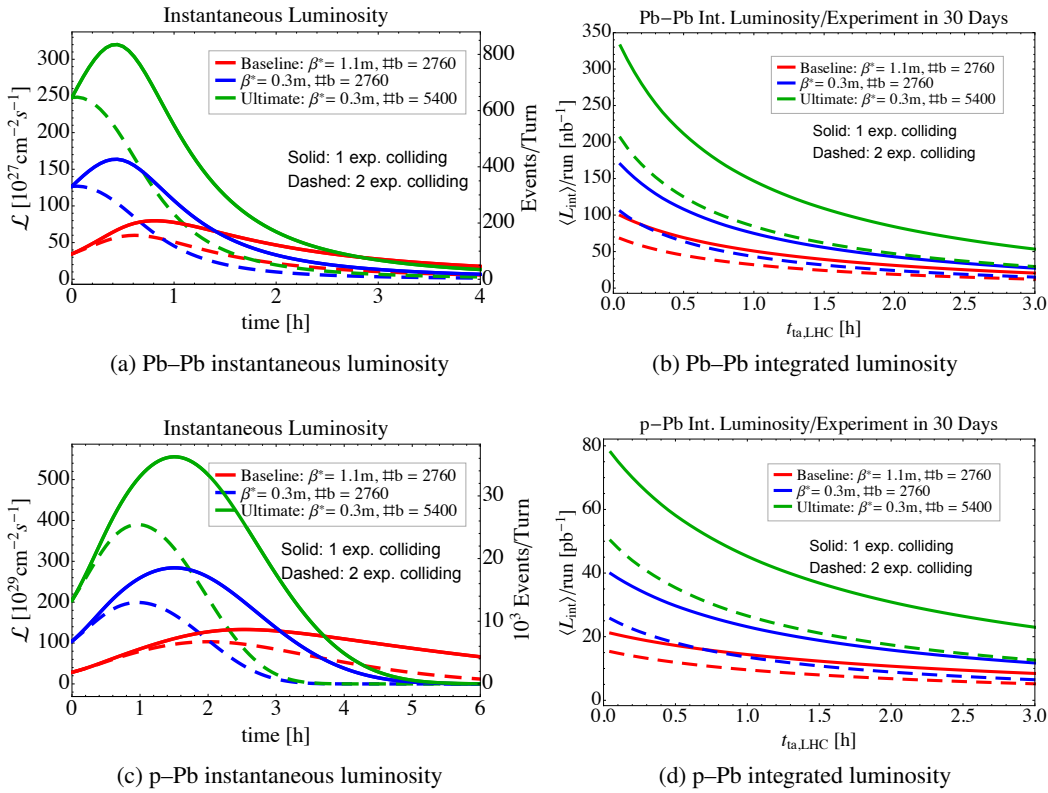 Instantaneous Luminosity
300
250
200
150
100
50
0
800
600
400
200
0
0 1 2 3 4
ℒ [10²⁷cm⁻²s⁻¹]
Events/Turn
time [h]
Baseline: β*= 1.1m, ⌗b = 2760
β*= 0.3m, ⌗b = 2760
Ultimate: β*= 0.3m, ⌗b = 5400
Solid: 1 exp. colliding
Dashed: 2 exp. colliding
(a) Pb–Pb instantaneous luminosity
Pb−Pb Int. Luminosity/Experiment in 30 Days
350
300
250
200
150
100
50
0
0.0 0.5 1.0 1.5 2.0 2.5 3.0
⟨L_int⟩/run [nb⁻¹]
t_ta,LHC [h]
Baseline: β*= 1.1m, ⌗b = 2760
β*= 0.3m, ⌗b =2760
Ultimate: β*= 0.3m, ⌗b = 5400
Solid: 1 exp. colliding
Dashed: 2 exp. colliding
(b) Pb–Pb integrated luminosity
Instantaneous Luminosity
500
400
300
200
100
0
30
20
10
0
0 1 2 3 4 5 6
ℒ [10²⁹cm⁻²s⁻¹]
10³ Events/Turn
time [h]
Baseline: β*= 1.1m, ⌗b = 2760
β*= 0.3m, ⌗b = 2760
Ultimate: β*= 0.3m, ⌗b = 5400
Solid: 1 exp. colliding
Dashed: 2 exp. colliding
(c) p–Pb instantaneous luminosity
p−Pb Int. Luminosity/Experiment in 30 Days
80
60
40
20
0
0.0 0.5 1.0 1.5 2.0 2.5 3.0
⟨L_int⟩/run [pb⁻¹]
t_ta,LHC [h]
Baseline: β*= 1.1m, ⌗b = 2760
β*= 0.3m, ⌗b = 2760
Ultimate: β*= 0.3m, ⌗b = 5400
Solid: 1 exp. colliding
Dashed: 2 exp. colliding
(d) p–Pb integrated luminosity